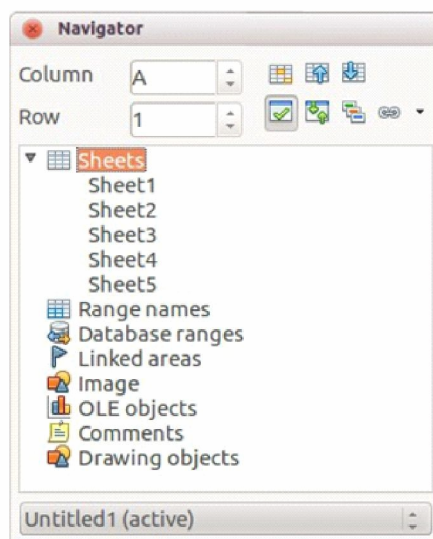 Navigator
Column A
Row 1
Sheets
Sheet1
Sheet2
Sheet3
Sheet4
Sheet5
Range names
Database ranges
Linked areas
Image
OLE objects
Comments
Drawing objects
Untitled1 (active)